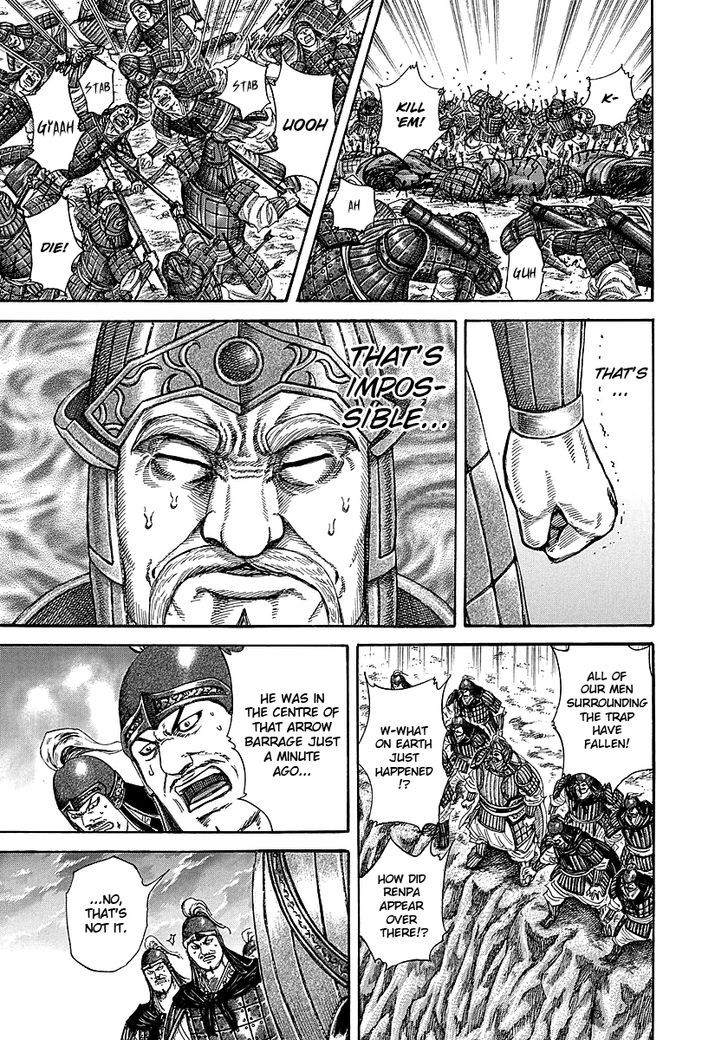 K-
KILL
'EM!
AH
GUH
STAB
UOOH
STAB
GYAAH
DIE!
THAT'S
...
THAT'S
IMPOS-
SIBLE...
ALL OF
OUR MEN
SURROUNDING
THE TRAP
HAVE
FALLEN!
W-WHAT
ON EARTH
JUST
HAPPENED
!?
HOW DID
RENPA
APPEAR
OVER
THERE!?
HE WAS IN
THE CENTRE OF
THAT ARROW
BARRAGE JUST
A MINUTE
AGO...
...NO,
THAT'S
NOT IT.